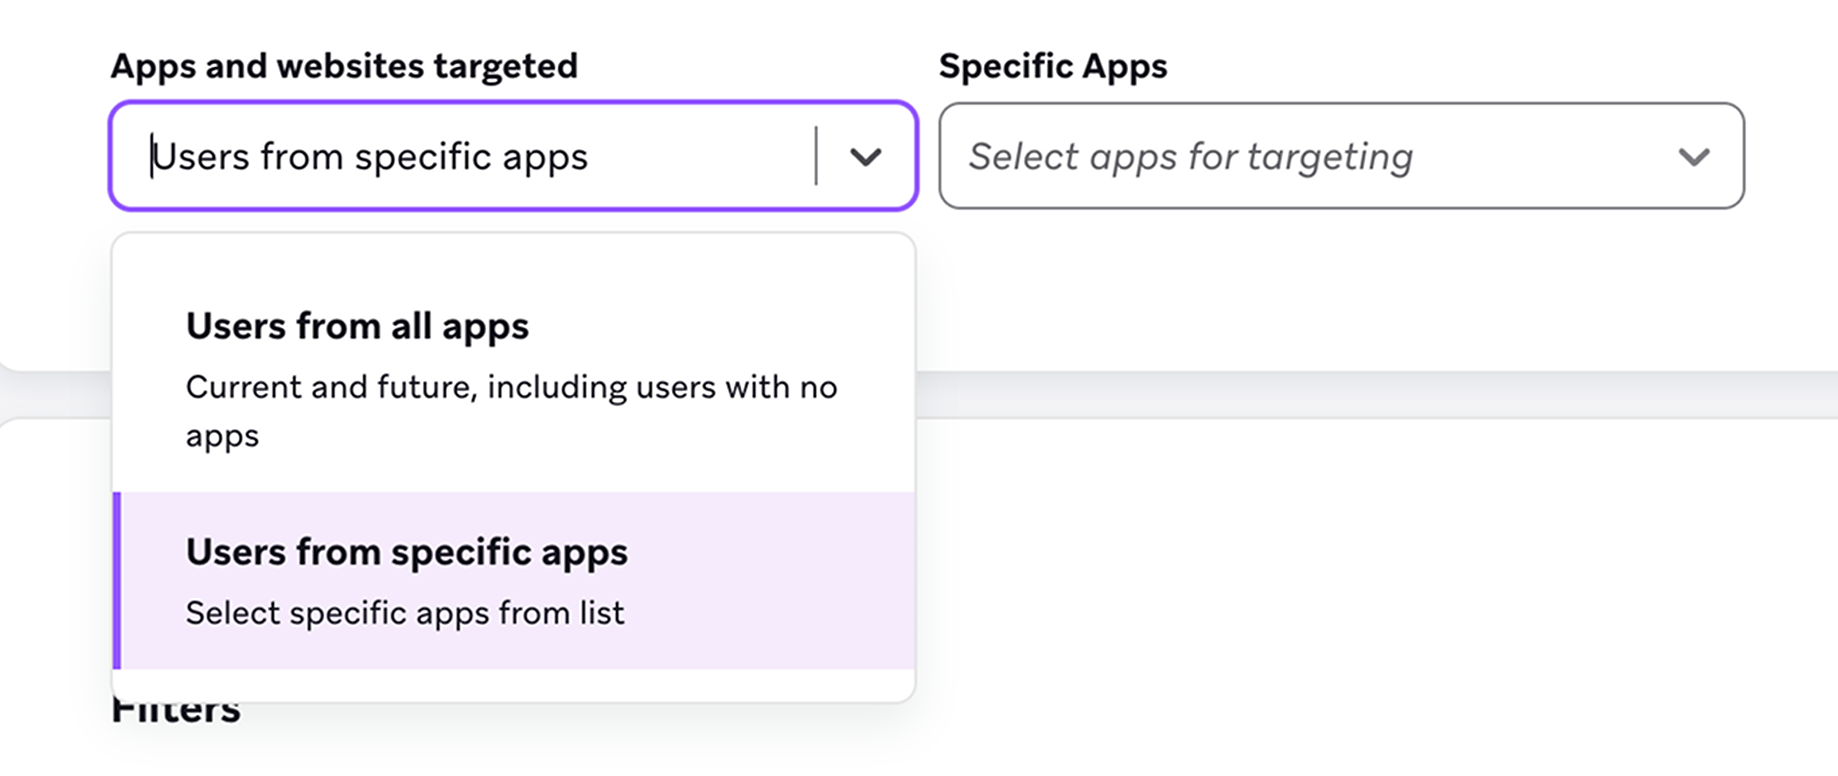 Apps and websites targeted
Specific Apps
Users from specific apps
Select apps for targeting
Users from all apps
Current and future, including users with no
apps
Users from specific apps
Select specific apps from list
Filters